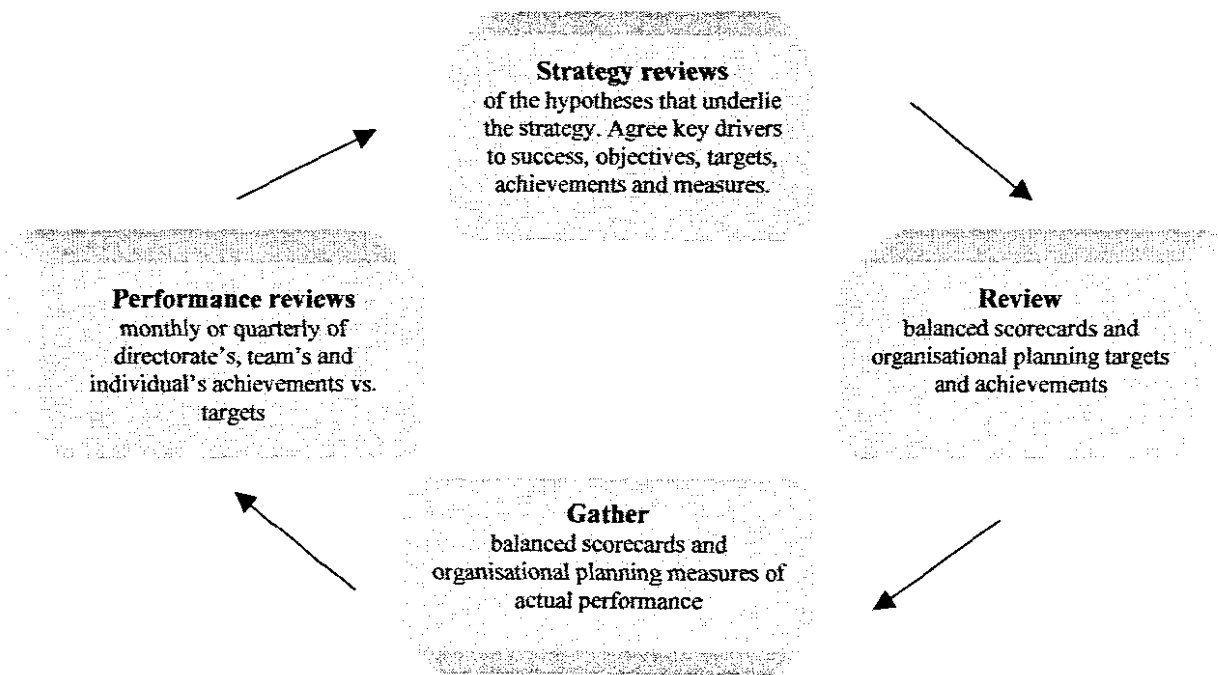 Strategy reviews
of the hypotheses that underlie
the strategy. Agree key drivers
to success, objectives, targets,
achievements and measures.
Performance reviews
monthly or quarterly of
directorate's, team's and
individual's achievements vs.
targets
Review
balanced scorecards and
organisational planning targets
and achievements
Gather
balanced scorecards and
organisational planning measures of
actual performance